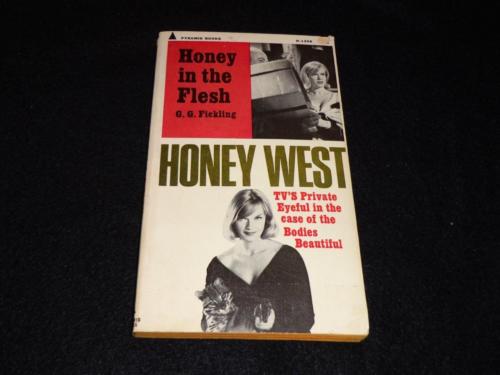 PYRAMID BOOKS
Honey
in the
Flesh
G. G. Fickling
HONEY WEST
TV'S Private
Eyeful in the
case of the
Bodies
Beautiful